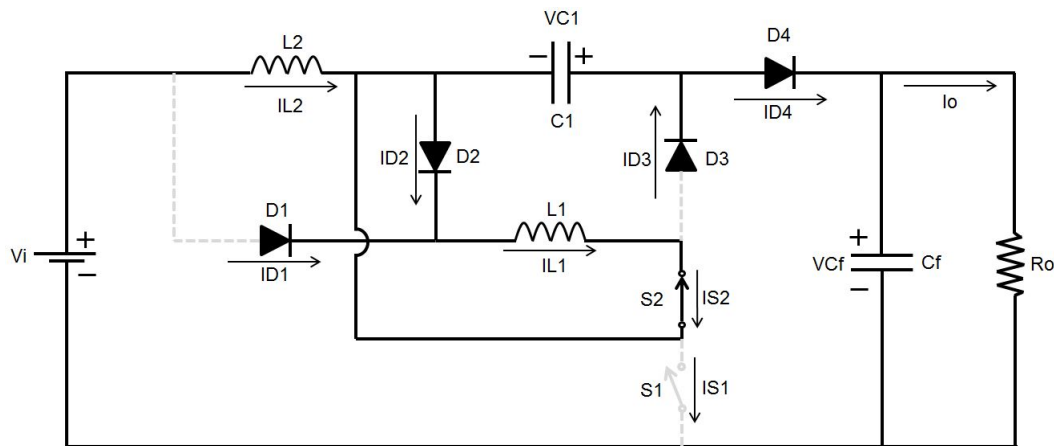 VC1
L2
D4
− +
IL2
C1
ID4
Io
ID2
D2
ID3
D3
D1
L1
Vi
+
−
ID1
IL1
+
VCf
−
Cf
Ro
S2
IS2
S1
IS1